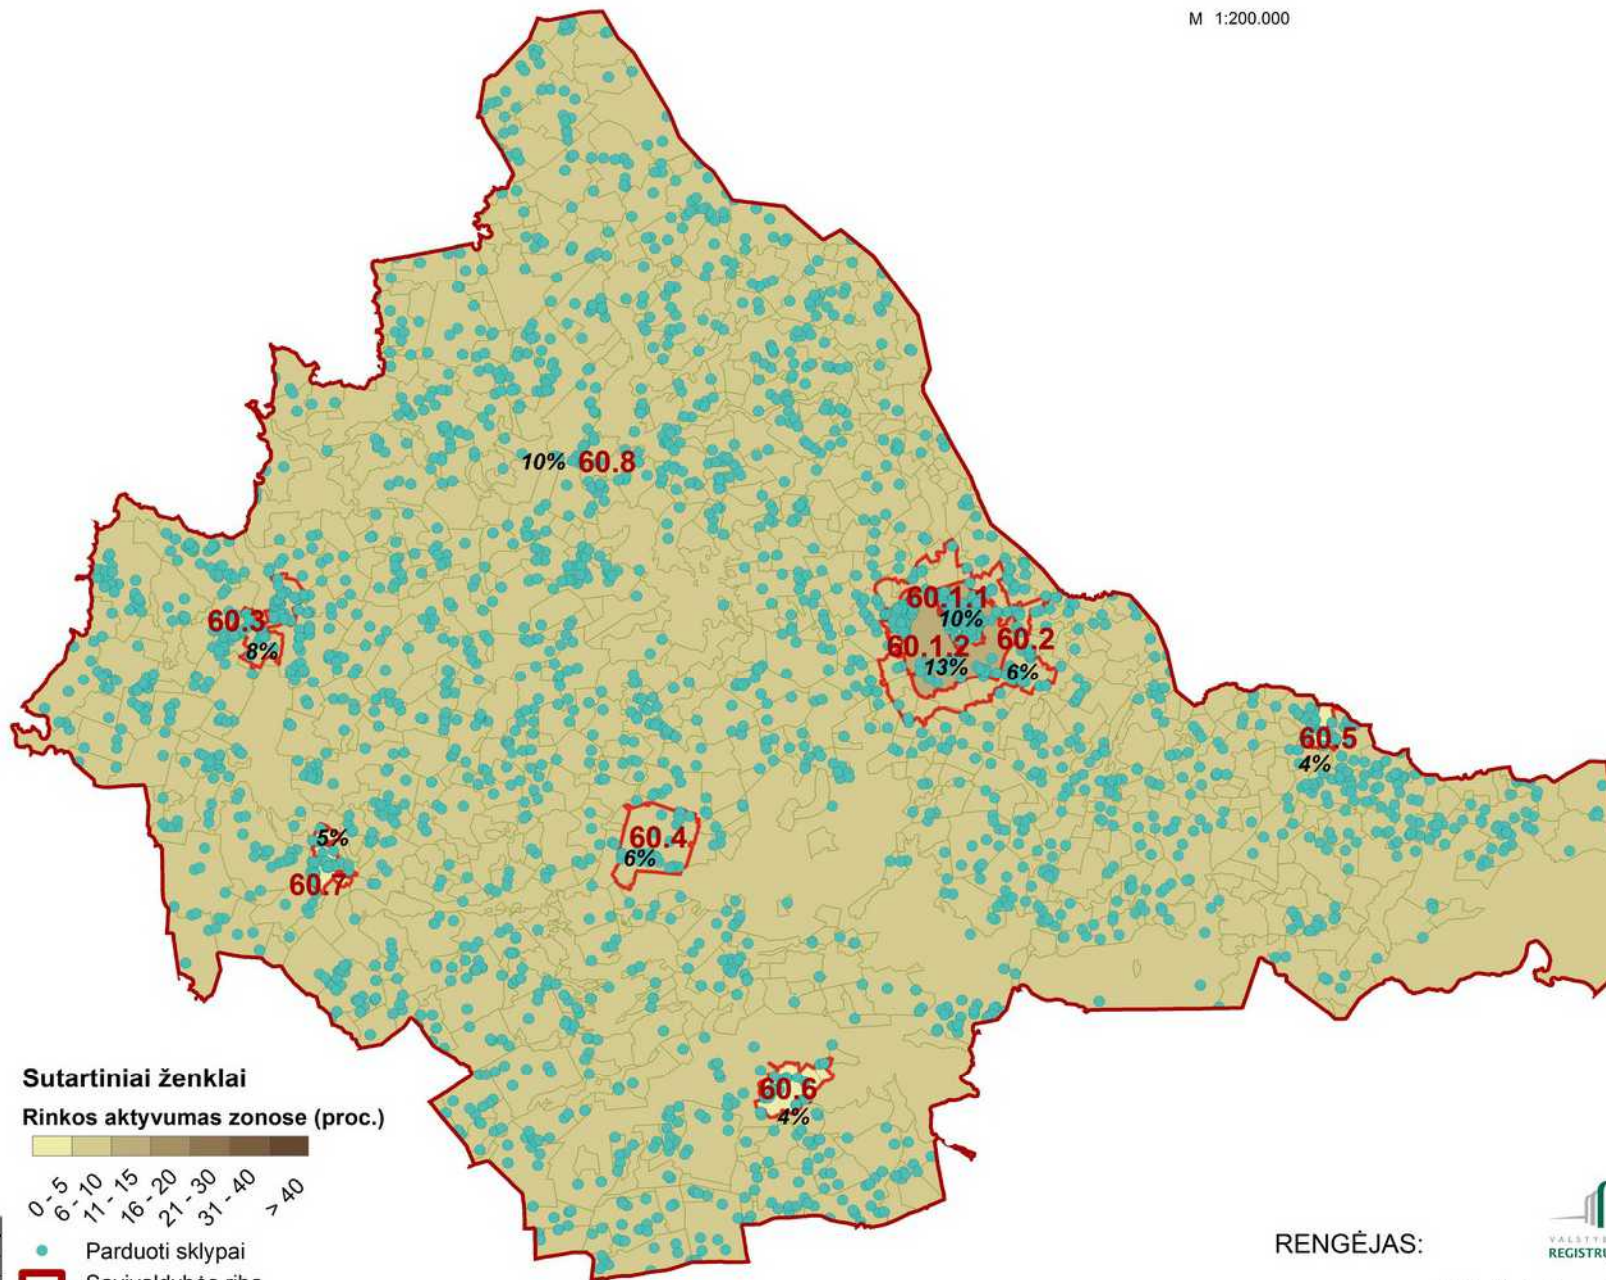 M 1:200.000
10% 60.8
60.1.1
10%
60.3
60.1.2
60.2
8%
13%
6%
60.5
4%
5%
60.4
6%
60.7
60.6
4%
Sutartiniai ženklai
Rinkos aktyvumas zonose (proc.)
0 - 5
6 - 10
11 - 15
16 - 20
21 - 30
31 - 40
> 40
Parduoti sklypai
RENGĖJAS: